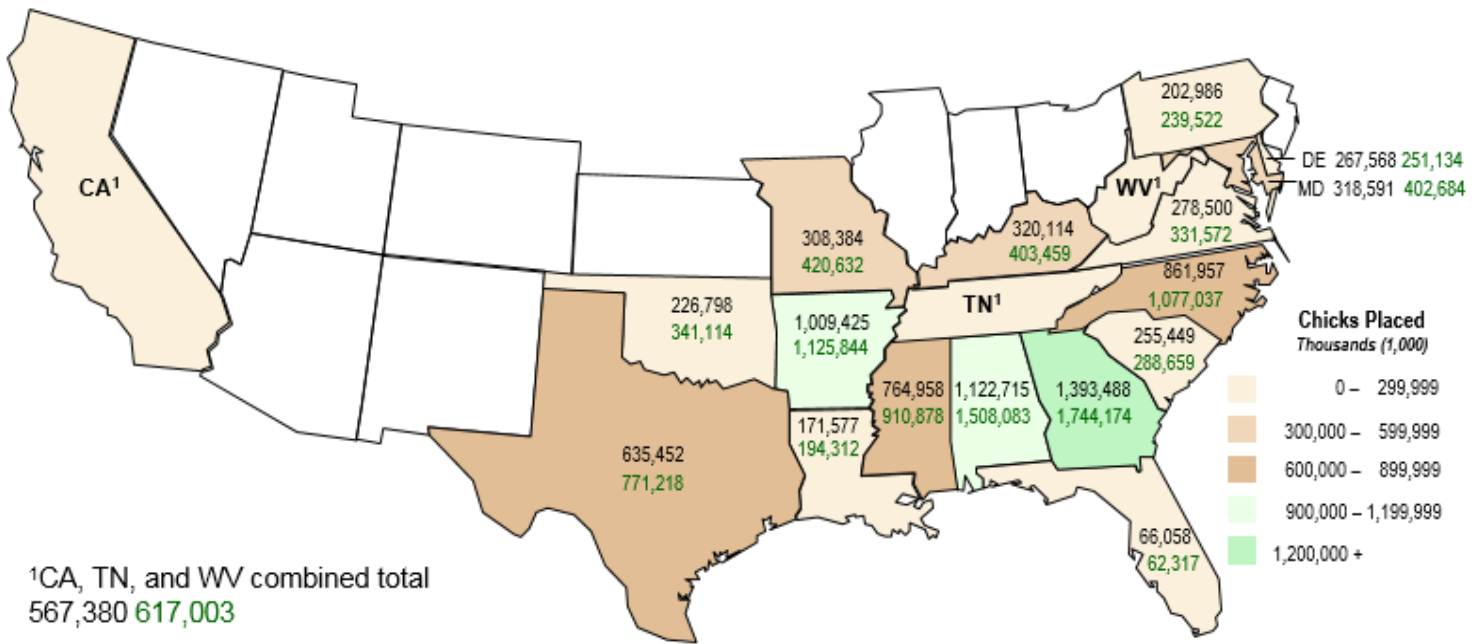 202,986
239,522
DE 267,568 251,134
MD 318,591 402,684
CA¹
WV¹
278,500
331,572
308,384
420,632
320,114
403,459
861,957
1,077,037
TN¹
226,798
341,114
1,009,425
1,125,844
255,449
288,659
764,958
910,878
1,122,715
1,508,083
1,393,488
1,744,174
171,577
194,312
635,452
771,218
66,058
62,317
Chicks Placed
Thousands (1,000)
0 – 299,999
300,000 – 599,999
600,000 – 899,999
900,000 – 1,199,999
1,200,000 +
¹CA, TN, and WV combined total
567,380 617,003